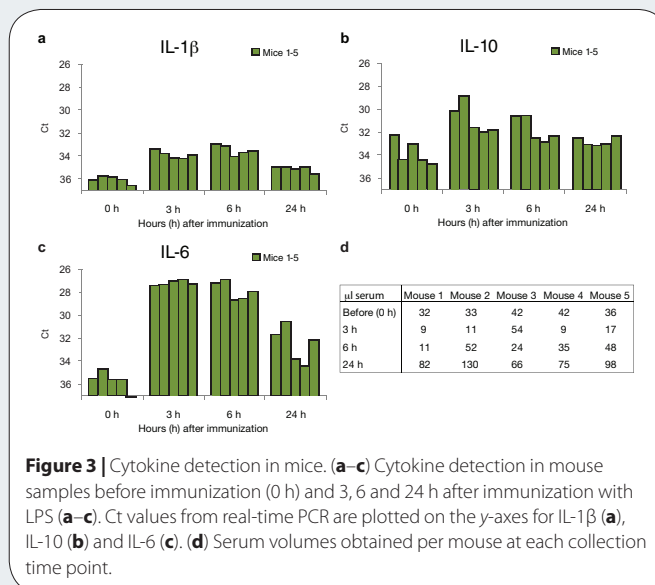 a
IL-1β
Mice 1-5
26
28
30
32
34
36
Ct
0 h
3 h
6 h
24 h
Hours (h) after immunization
b
IL-10
Mice 1-5
26
28
30
32
34
36
Ct
0 h
3 h
6 h
24 h
Hours (h) after immunization
c
IL-6
Mice 1-5
26
28
30
32
34
36
Ct
0 h
3 h
6 h
24 h
Hours (h) after immunization
d
µl serum Mouse 1 Mouse 2 Mouse 3 Mouse 4 Mouse 5
Before (0 h) 32 33 42 42 36
3 h 9 11 54 9 17
6 h 11 52 24 35 48
24 h 82 130 66 75 98
Figure 3 | Cytokine detection in mice. (a–c) Cytokine detection in mouse
samples before immunization (0 h) and 3, 6 and 24 h after immunization with
LPS (a–c). Ct values from real-time PCR are plotted on the y-axes for IL-1β (a),
IL-10 (b) and IL-6 (c). (d) Serum volumes obtained per mouse at each collection
time point.